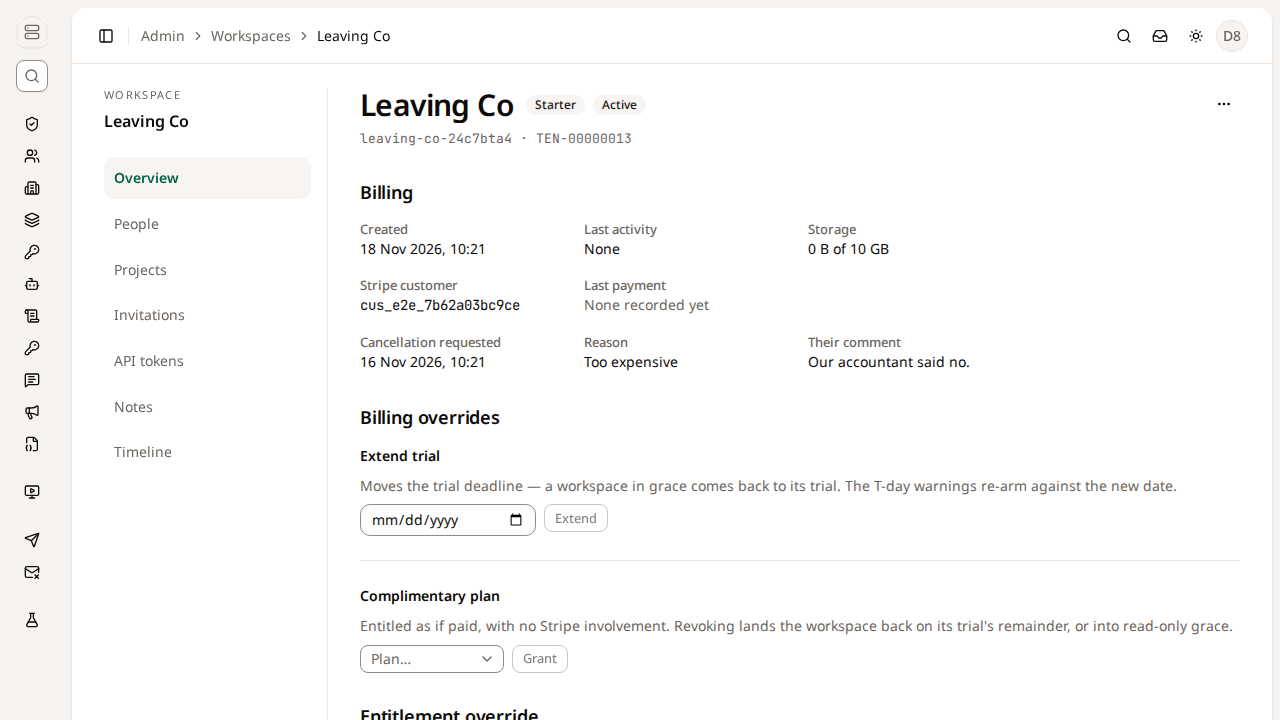 Admin > Workspaces > Leaving Co
D8
WORKSPACE
Leaving Co
Overview
People
Projects
Invitations
API tokens
Notes
Timeline
Leaving Co Starter Active
leaving-co-24c7bta4 · TEN-00000013
Billing
Created Last activity Storage
18 Nov 2026, 10:21 None 0 B of 10 GB
Stripe customer Last payment
cus_e2e_7b62a03bc9ce None recorded yet
Cancellation requested Reason Their comment
16 Nov 2026, 10:21 Too expensive Our accountant said no.
Billing overrides
Extend trial
Moves the trial deadline — a workspace in grace comes back to its trial. The T-day warnings re-arm against the new date.
mm/dd/yyyy Extend
Complimentary plan
Entitled as if paid, with no Stripe involvement. Revoking lands the workspace back on its trial's remainder, or into read-only grace.
Plan... Grant
Entitlement override